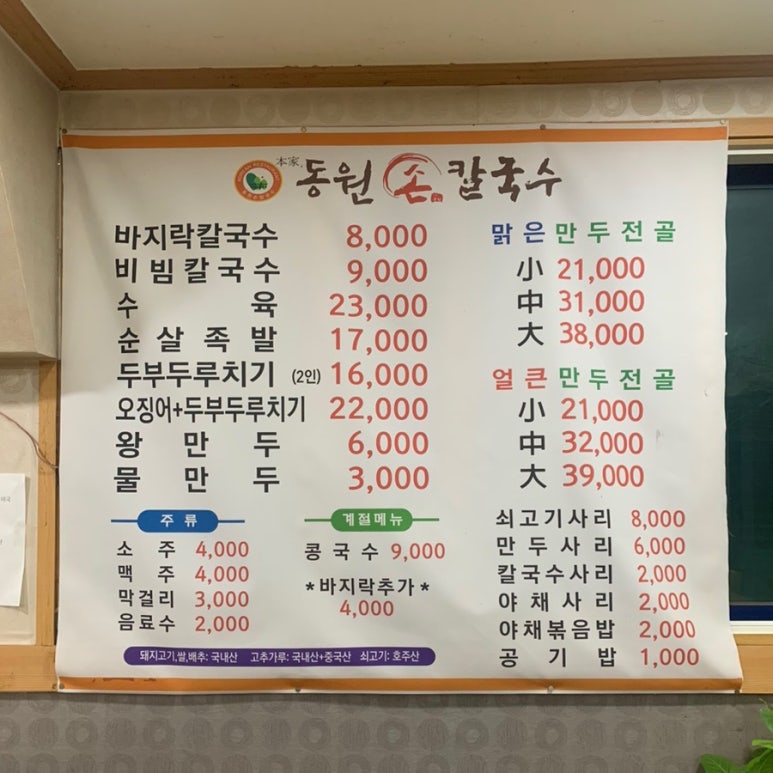 本家. 동원 손 칼국수
바지락칼국수 8,000
비빔칼국수 9,000
수육 23,000
순살족발 17,000
두부두루치기 (2인) 16,000
오징어+두부두루치기 22,000
왕만두 6,000
물만두 3,000
주류
소주 4,000
맥주 4,000
막걸리 3,000
음료수 2,000
계절메뉴
콩국수 9,000
*바지락추가*
4,000
맑은만두전골
小 21,000
中 31,000
大 38,000
얼큰만두전골
小 21,000
中 32,000
大 39,000
쇠고기사리 8,000
만두사리 6,000
칼국수사리 2,000
야채사리 2,000
야채볶음밥 2,000
공기밥 1,000
돼지고기,쌀,배추: 국내산 고추가루: 국내산+중국산 쇠고기: 호주산